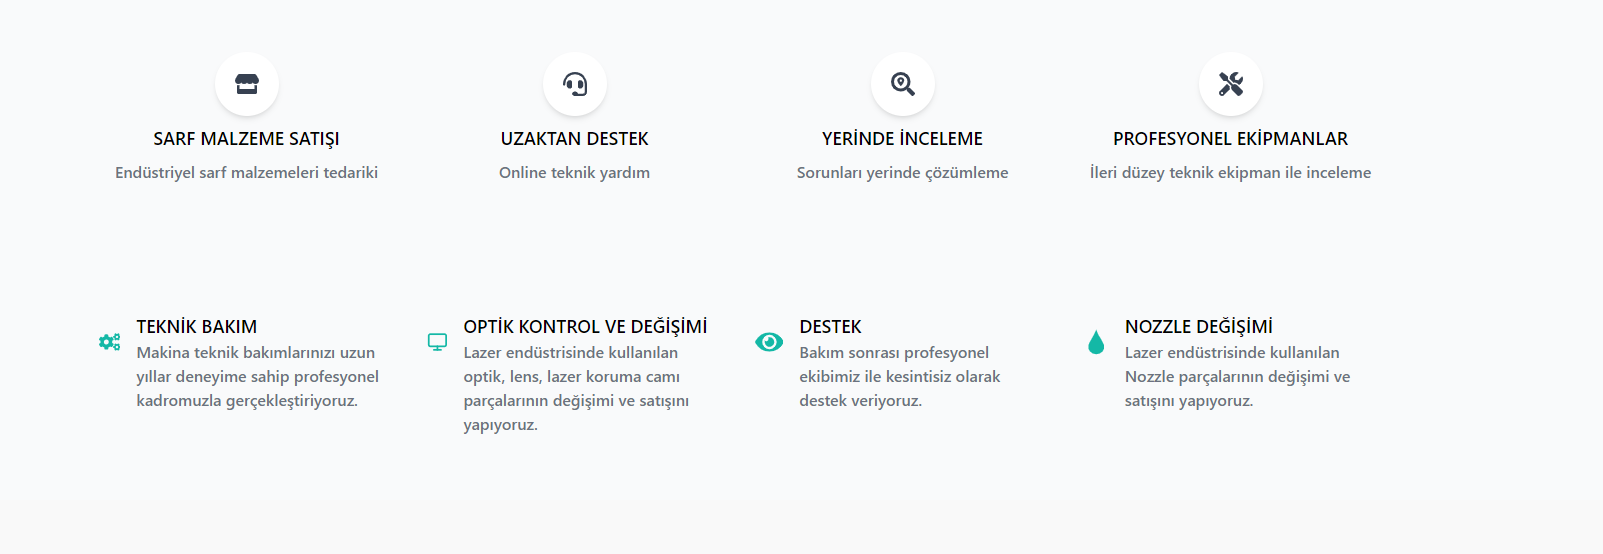 SARF MALZEME SATIŞI
Endüstriyel sarf malzemeleri tedariki
UZAKTAN DESTEK
Online teknik yardım
YERİNDE İNCELEME
Sorunları yerinde çözümleme
PROFESYONEL EKİPMANLAR
İleri düzey teknik ekipman ile inceleme
TEKNİK BAKIM
Makina teknik bakımlarınızı uzun
yıllar deneyime sahip profesyonel
kadromuzla gerçekleştiriyoruz.
OPTİK KONTROL VE DEĞİŞİMİ
Lazer endüstrisinde kullanılan
optik, lens, lazer koruma camı
parçalarının değişimi ve satışını
yapıyoruz.
DESTEK
Bakım sonrası profesyonel
ekibimiz ile kesintisiz olarak
destek veriyoruz.
NOZZLE DEĞİŞİMİ
Lazer endüstrisinde kullanılan
Nozzle parçalarının değişimi ve
satışını yapıyoruz.